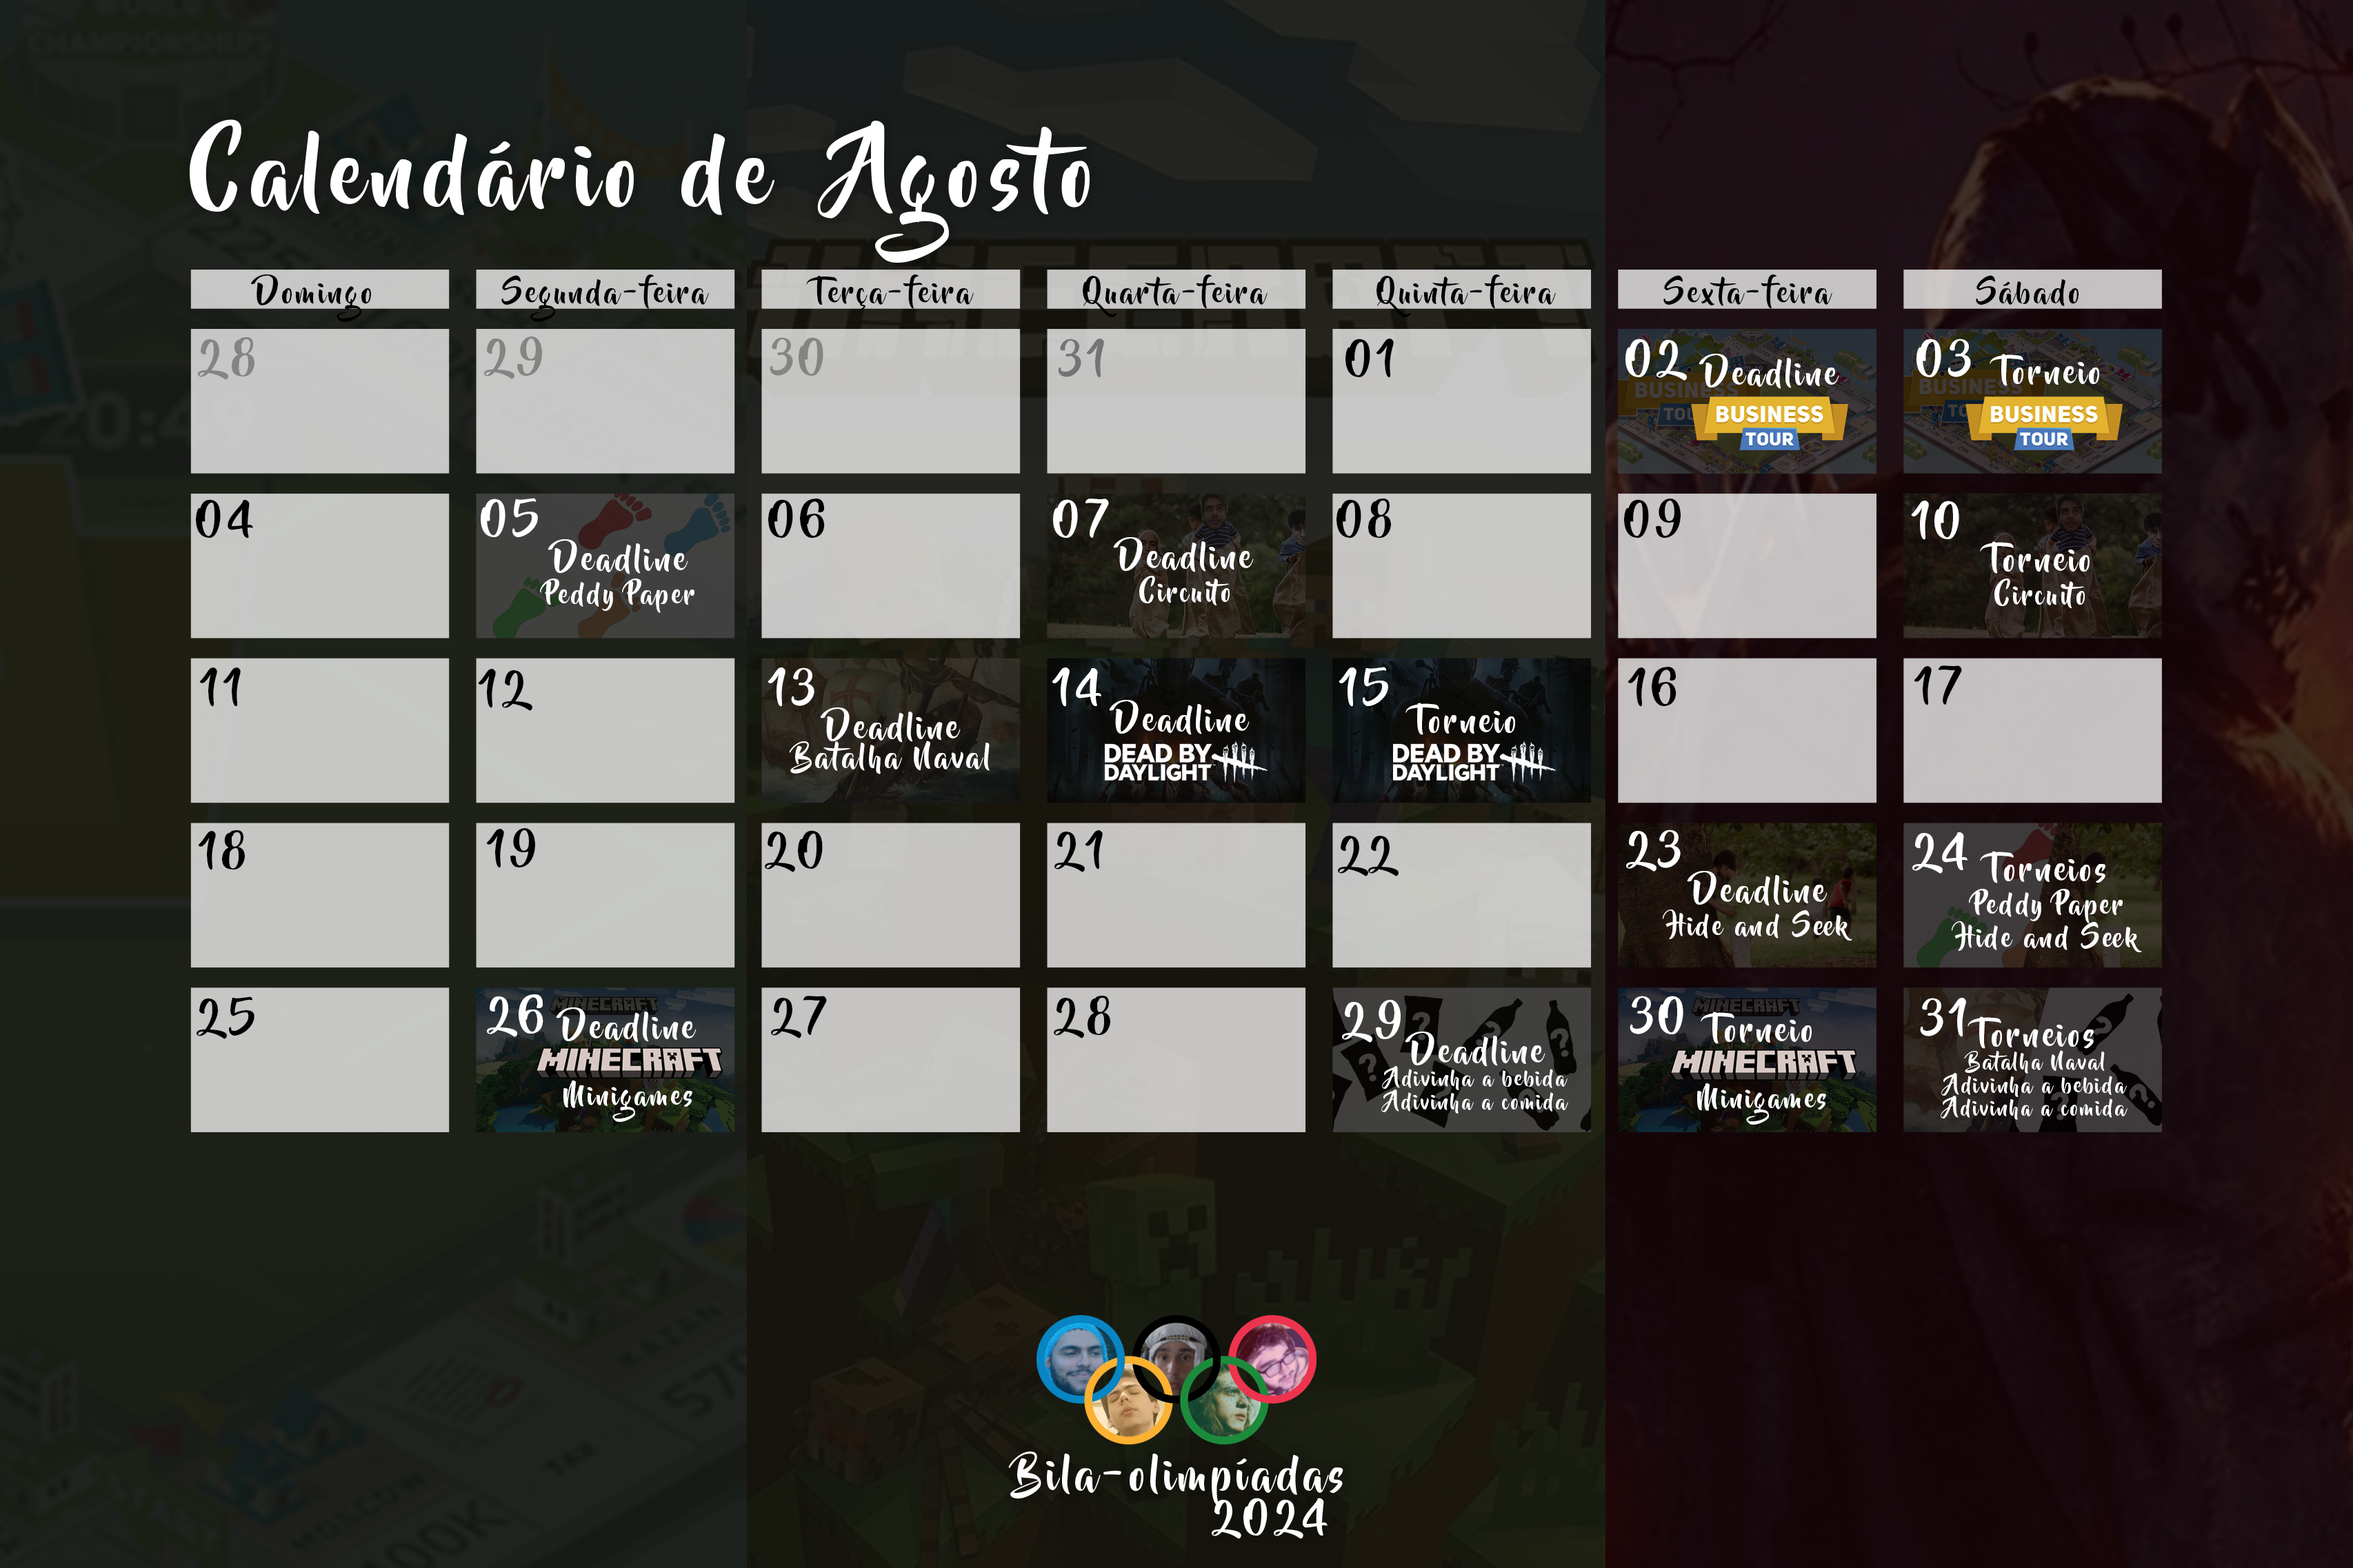 Calendário de Agosto
Domingo
Segunda-feira
Terça-feira
Quarta-feira
Quinta-feira
Sexta-feira
Sábado
28
29
30
31
01
02 Deadline
BUSINESS
TOUR
03 Torneio
BUSINESS
TOUR
04
05
Deadline
Peddy Paper
06
07
Deadline
Circuito
08
09
10
Torneio
Circuito
11
12
13
Deadline
Batalha Naval
14
Deadline
DEAD BY
DAYLIGHT
15
Torneio
DEAD BY
DAYLIGHT
16
17
18
19
20
21
22
23
Deadline
Hide and Seek
24 Torneios
Peddy Paper
Hide and Seek
25
26 Deadline
MINECRAFT
Minigames
27
28
29
Deadline
Adivinha a bebida
Adivinha a comida
30 Torneio
MINECRAFT
Minigames
31 Torneios
Batalha Naval
Adivinha a bebida
Adivinha a comida
Bila-olimpíadas
2024